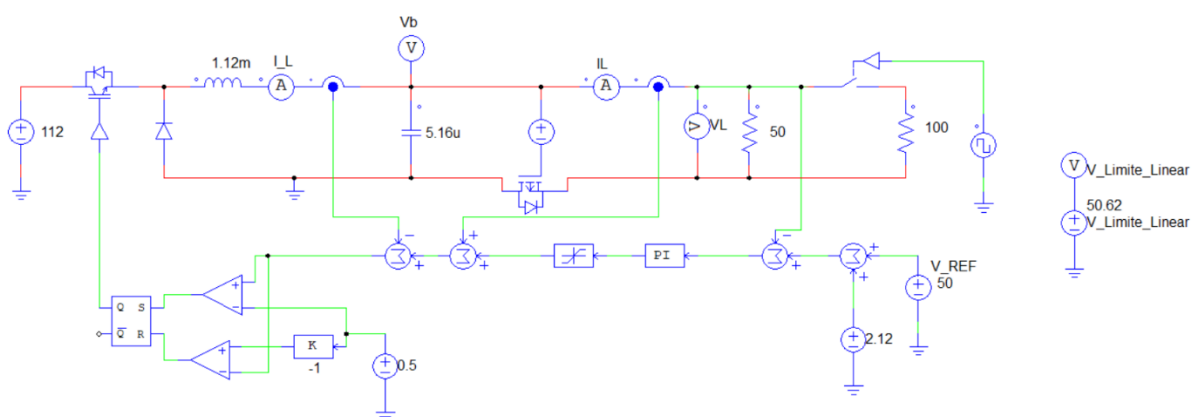 Vb
V
1.12m
I_L
A
IL
A
112
5.16u
V
VL
50
100
V
V_Limite_Linear
50.62
V_Limite_Linear
PI
V_REF
50
2.12
Q S
Q R
K
-1
0.5